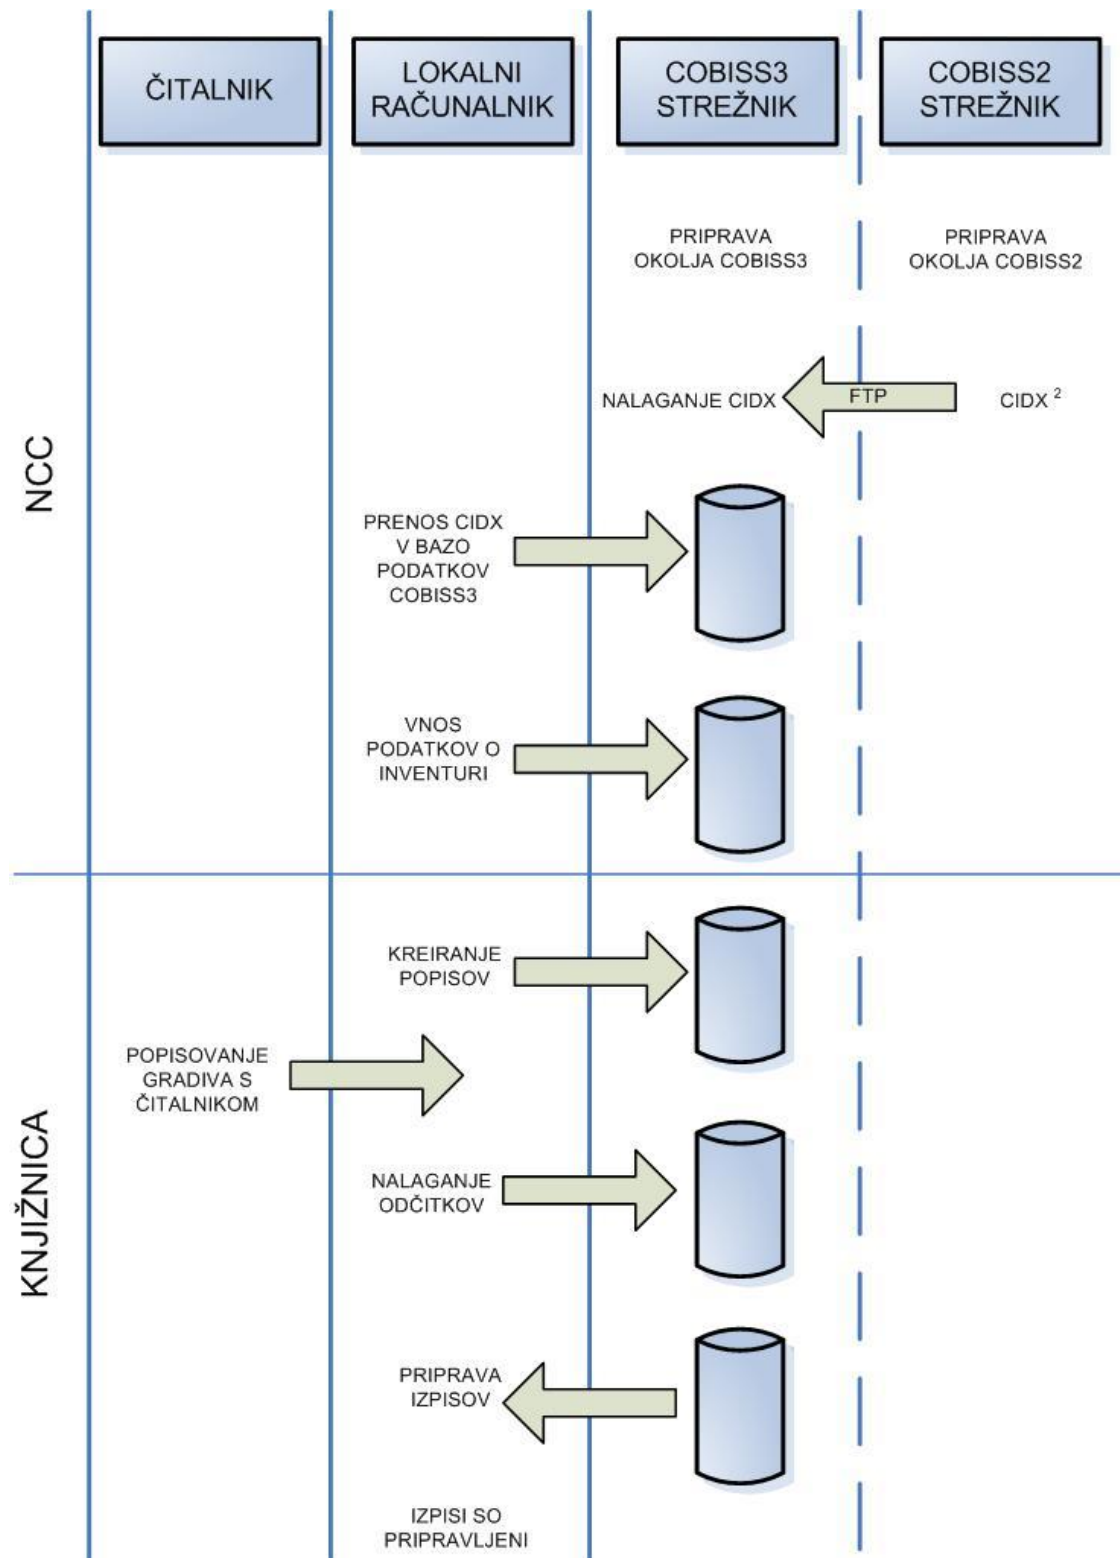 ČITALNIK
LOKALNI
RAČUNALNIK
COBISS3
STREŽNIK
COBISS2
STREŽNIK
PRIPRAVA
OKOLJA COBISS3
PRIPRAVA
OKOLJA COBISS2
NALAGANJE CIDX
FTP
CIDX ²
NCC
PRENOS CIDX
V BAZO
PODATKOV
COBISS3
VNOS
PODATKOV O
INVENTURI
KREIRANJE
POPISOV
POPISOVANJE
GRADIVA S
ČITALNIKOM
KNJIŽNICA
NALAGANJE
ODČITKOV
PRIPRAVA
IZPISOV
IZPISI SO
PRIPRAVLJENI